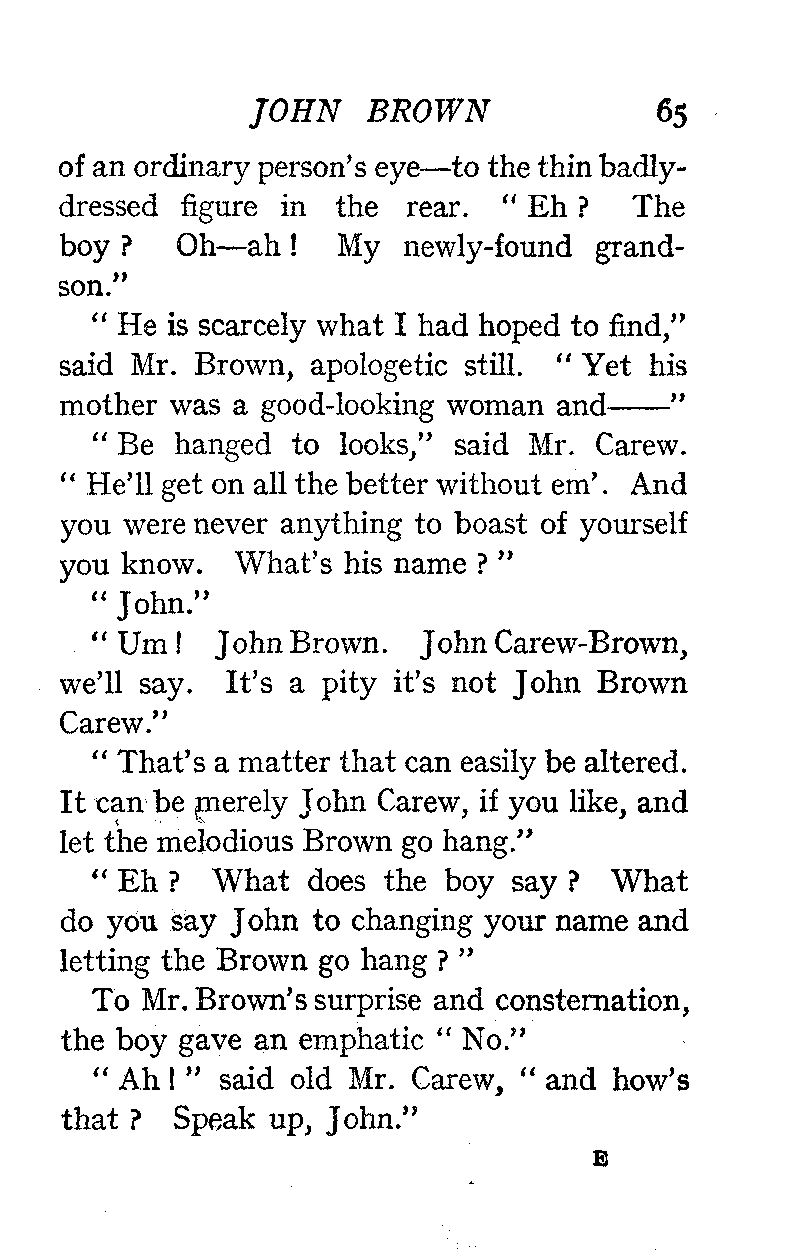 JOHN BROWN 65
of an ordinary person's eye—to the thin badly-
dressed figure in the rear. " Eh ? The
boy ? Oh—ah ! My newly-found grand-
son."
" He is scarcely what I had hoped to find,"
said Mr. Brown, apologetic still. " Yet his
mother was a good-looking woman and——"
" Be hanged to looks," said Mr. Carew.
" He'll get on all the better without em'. And
you were never anything to boast of yourself
you know. What's his name ? "
" John."
" Um ! John Brown. John Carew-Brown,
we'll say. It's a pity it's not John Brown
Carew."
" That's a matter that can easily be altered.
It can be merely John Carew, if you like, and
let the melodious Brown go hang."
" Eh ? What does the boy say ? What
do you say John to changing your name and
letting the Brown go hang ? "
To Mr. Brown's surprise and consternation,
the boy gave an emphatic " No."
" Ah ! " said old Mr. Carew, " and how's
that ? Speak up, John."
E